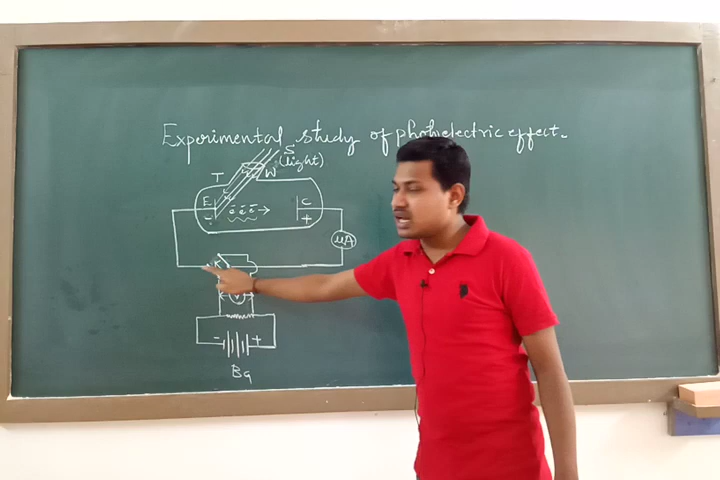 Experimental study of photoelectric effect.
S
(light)
T
W
E
C
-
e⁻ e⁻ e⁻
+
μA
K
V
- +
Ba